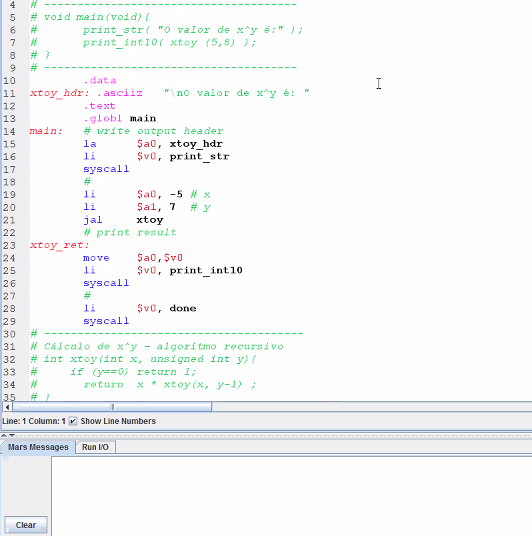 4 # --------------------------------------
5 # void main(void){
6 #       print_str( "O valor de x^y é:" );
7 #       print_int10( xtoy (5,8) );
8 # }
9 # --------------------------------------
10 .data
11 xtoy_hdr: .asciiz "\nO valor de x^y é: "
12 .text
13 .globl main
14 main: # write output header
15 la $a0, xtoy_hdr
16 li $v0, print_str
17 syscall
18 #
19 li $a0, -5 # x
20 li $a1, 7 # y
21 jal xtoy
22 # print result
23 xtoy_ret:
24 move $a0,$v0
25 li $v0, print_int10
26 syscall
27 #
28 li $v0, done
29 syscall
30 # ---------------------------------------
31 # Cálculo de x^y - algoritmo recursivo
32 # int xtoy(int x, unsigned int y){
33 #     if (y==0) return 1;
34 #       return x * xtoy(x, y-1) ;
35 # }
Line: 1 Column: 1 Show Line Numbers
Mars Messages Run I/O
Clear